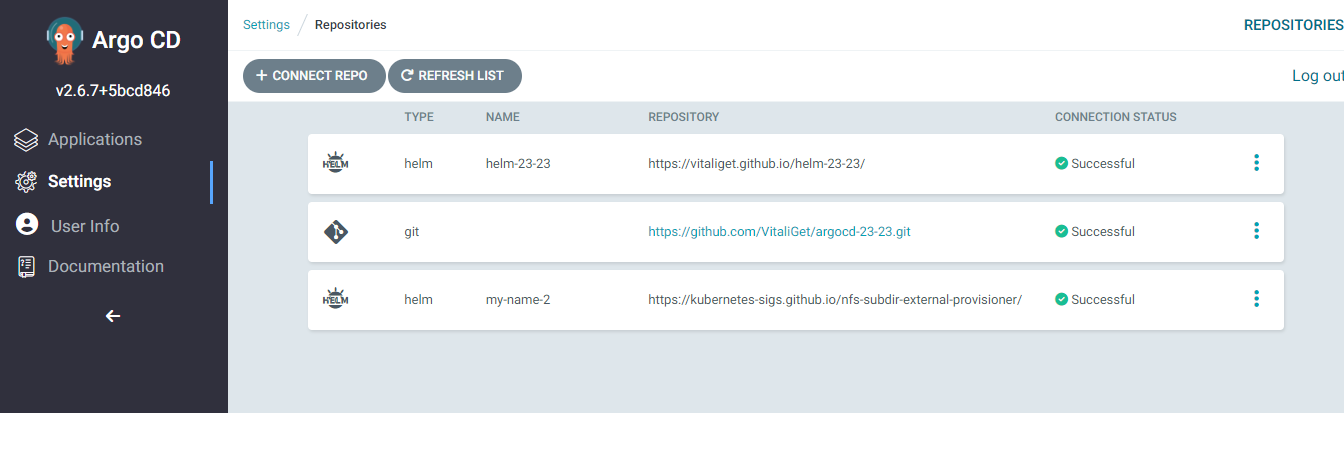 Argo CD
v2.6.7+5bcd846
Applications
Settings
User Info
Documentation
Settings / Repositories
REPOSITORIES
CONNECT REPO REFRESH LIST
Log out
TYPE NAME REPOSITORY CONNECTION STATUS
HELM helm helm-23-23 https://vitaliget.github.io/helm-23-23/ Successful
git https://github.com/VitaliGet/argocd-23-23.git Successful
HELM helm my-name-2 https://kubernetes-sigs.github.io/nfs-subdir-external-provisioner/ Successful